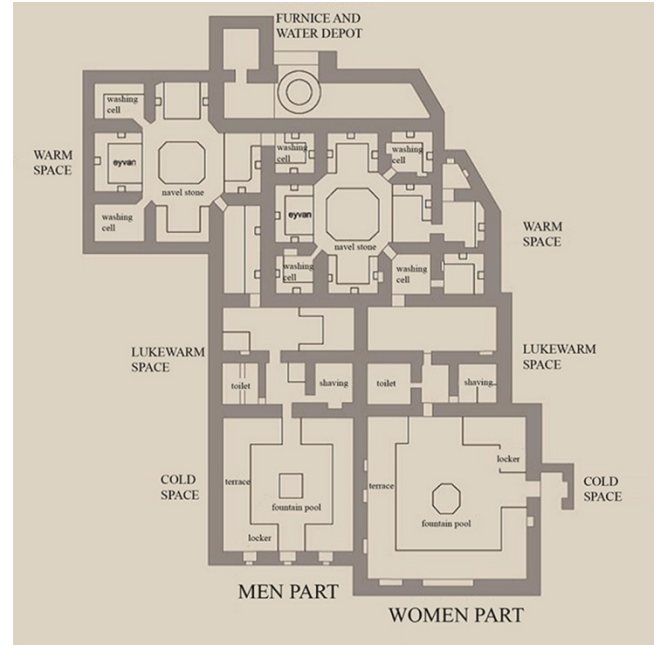 FURNICE AND
WATER DEPOT
washing
cell
WARM
SPACE
eyvan
navel stone
washing
cell
washing
cell
washing
cell
eyvan
navel stone
WARM
SPACE
washing
cell
washing
cell
LUKEWARM
SPACE
LUKEWARM
SPACE
toilet
shaving
toilet
shaving
COLD
SPACE
terrace
fountain pool
locker
terrace
locker
fountain pool
COLD
SPACE
MEN PART
WOMEN PART